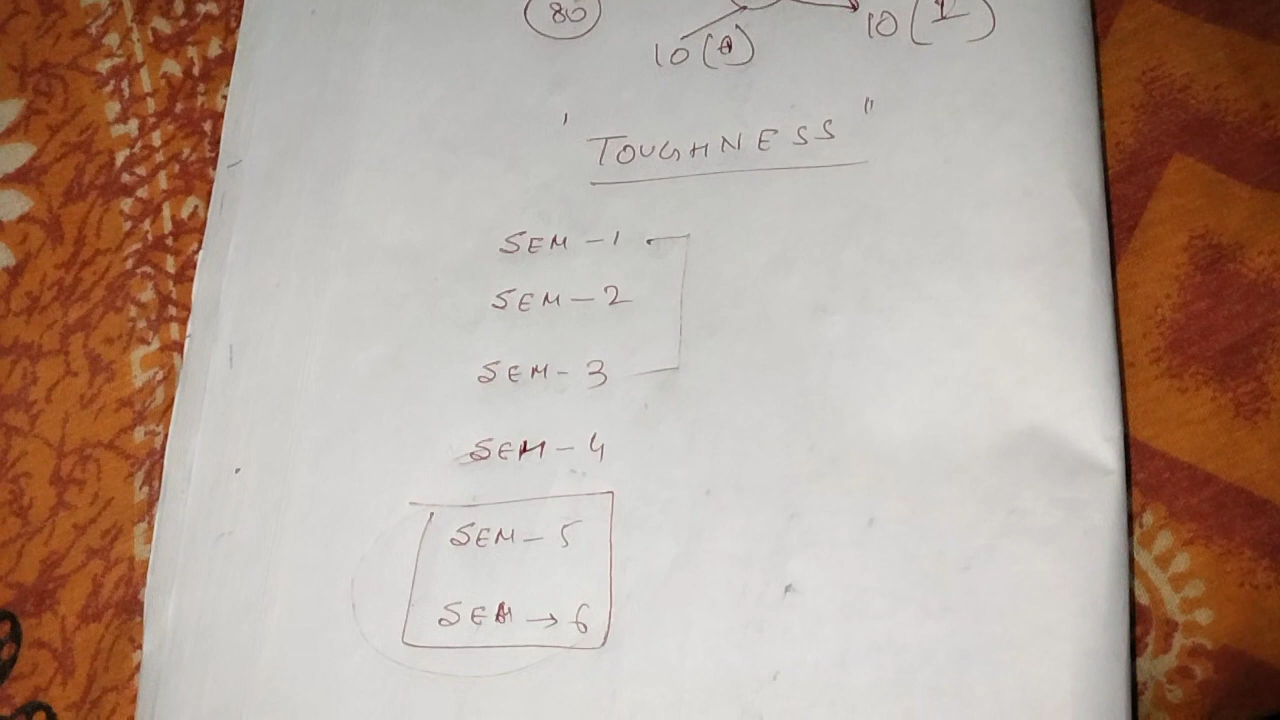 80
10 (A)
10 (I)
' TOUGHNESS "
SEM - 1
SEM - 2
SEM - 3
SEM - 4
SEM - 5
SEM → 6